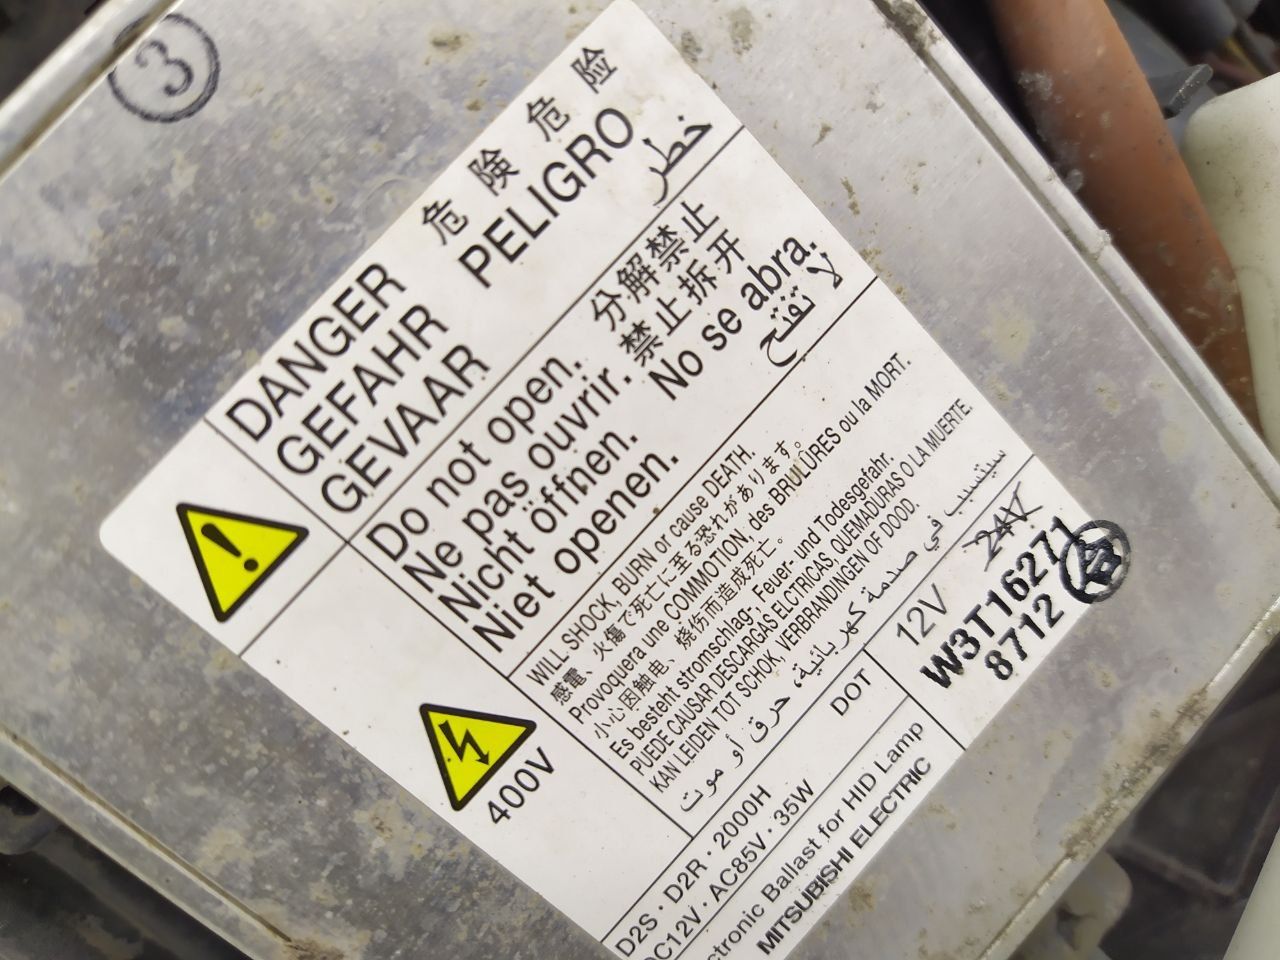 3
危 険 危 险
DANGER
GEFAHR PELIGRO
GEVAAR خطر
Do not open. 分解禁止
Ne pas ouvrir. 禁止拆开
Nicht öffnen. No se abra.
Niet openen. لا تفتح
WILL SHOCK, BURN or cause DEATH.
感電、火傷で死亡に至る恐れがあります。
Provoquera une COMMOTION, des BRULÛRES ou la MORT.
小心因触电、烧伤而造成死亡。
Es besteht stromschlag-, Feuer- und Todesgefahr.
PUEDE CAUSAR DESCARGAS ELCTRICAS, QUEMADURAS O LA MUERTE.
KAN LEIDEN TOT SCHOK, VERBRANDINGEN OF DOOD.
سيتسبب في صدمة كهربائية، حرق أو موت
400V
D2S · D2R · 2000H DOT
DC12V · AC85V · 35W
ctronic Ballast for HID Lamp
MITSUBISHI ELECTRIC
12V 24V
W3T16271
8712